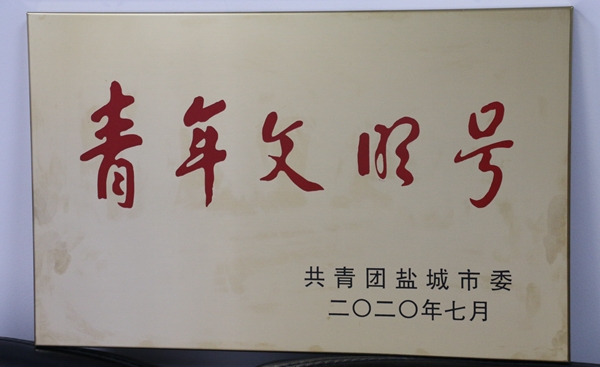 青年文明号
共青团盐城市委
二〇二〇年七月